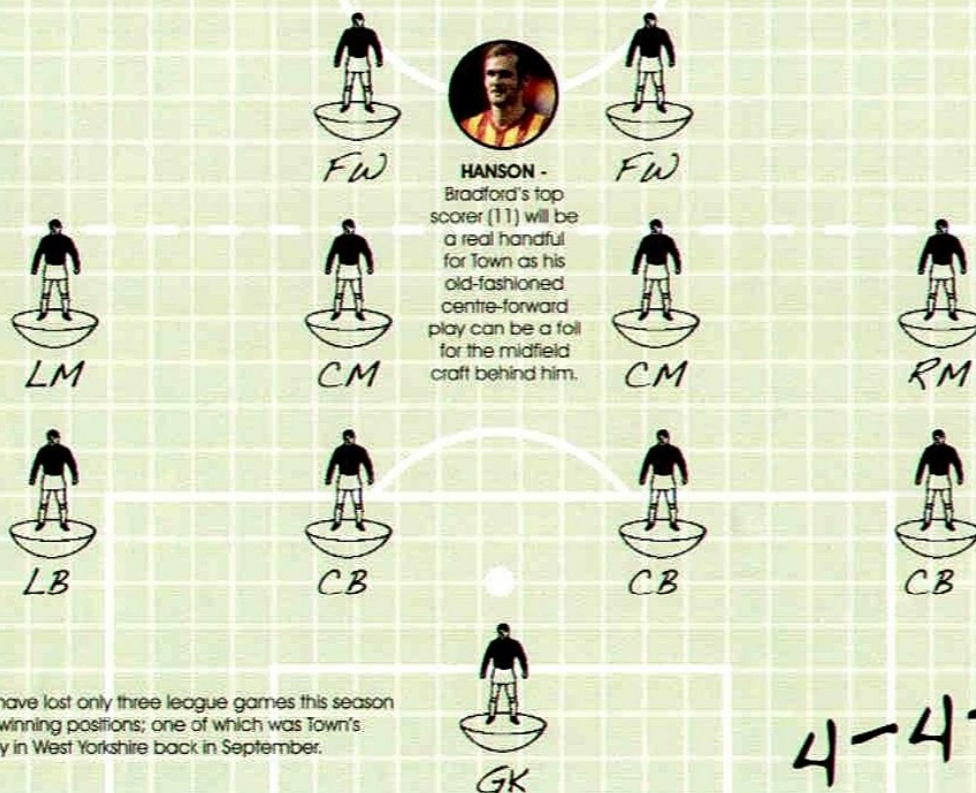 FW FW
HANSON -
Bradford's top
scorer (11) will be
a real handful
for Town as his
old-fashioned
centre-forward
play can be a foil
for the midfield
craft behind him.
LM CM CM RM
LB CB CB CB
have lost only three league games this season
winning positions; one of which was Town's
y in West Yorkshire back in September.
GK
4-4-